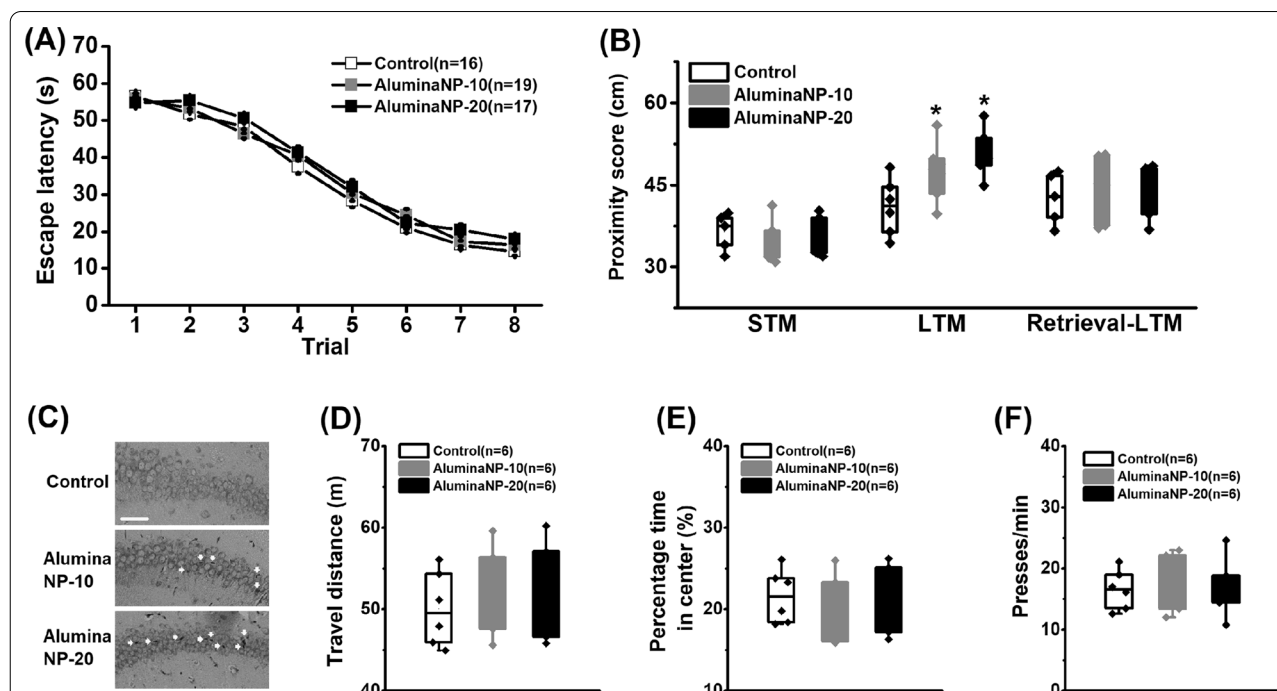 (A)
70
60
50
40
30
20
10
0
Escape latency (s)
Control(n=16)
AluminaNP-10(n=19)
AluminaNP-20(n=17)
1 2 3 4 5 6 7 8
Trial
(B)
Proximity score (cm)
60
45
30
Control
AluminaNP-10
AluminaNP-20
* *
STM LTM Retrieval-LTM
(C)
Control
Alumina
NP-10
Alumina
NP-20
(D)
Travel distance (m)
70
60
50
40
Control(n=6)
AluminaNP-10(n=6)
AluminaNP-20(n=6)
(E)
Percentage time
in center (%)
40
30
20
10
Control(n=6)
AluminaNP-10(n=6)
AluminaNP-20(n=6)
(F)
Presses/min
40
30
20
10
0
Control(n=6)
AluminaNP-10(n=6)
AluminaNP-20(n=6)